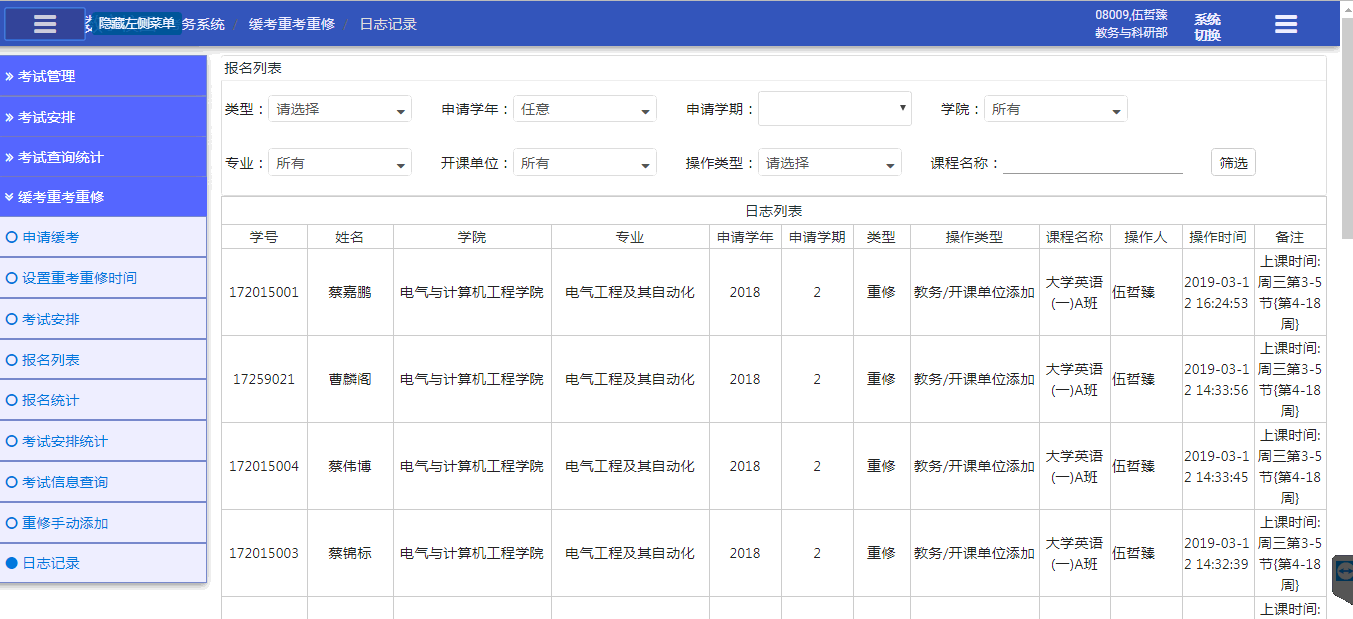 隐藏左侧菜单 务系统 / 缓考重考重修 / 日志记录
08009,伍哲臻
教务与科研部
系统
切换
考试管理
考试安排
考试查询统计
缓考重考重修
申请缓考
设置重考重修时间
考试安排
报名列表
报名统计
考试安排统计
考试信息查询
重修手动添加
日志记录
报名列表
类型： 请选择 申请学年： 任意 申请学期： 学院： 所有
专业： 所有 开课单位： 所有 操作类型： 请选择 课程名称： 筛选
日志列表
学号 姓名 学院 专业 申请学年 申请学期 类型 操作类型 课程名称 操作人 操作时间 备注
172015001 蔡嘉鹏 电气与计算机工程学院 电气工程及其自动化 2018 2 重修 教务/开课单位添加 大学英语(一)A班 伍哲臻 2019-03-12 16:24:53 上课时间:周三第3-5节{第4-18周}
17259021 曹麟阁 电气与计算机工程学院 电气工程及其自动化 2018 2 重修 教务/开课单位添加 大学英语(一)A班 伍哲臻 2019-03-12 14:33:56 上课时间:周三第3-5节{第4-18周}
172015004 蔡伟博 电气与计算机工程学院 电气工程及其自动化 2018 2 重修 教务/开课单位添加 大学英语(一)A班 伍哲臻 2019-03-12 14:33:45 上课时间:周三第3-5节{第4-18周}
172015003 蔡锦标 电气与计算机工程学院 电气工程及其自动化 2018 2 重修 教务/开课单位添加 大学英语(一)A班 伍哲臻 2019-03-12 14:32:39 上课时间:周三第3-5节{第4-18周}
上课时间: